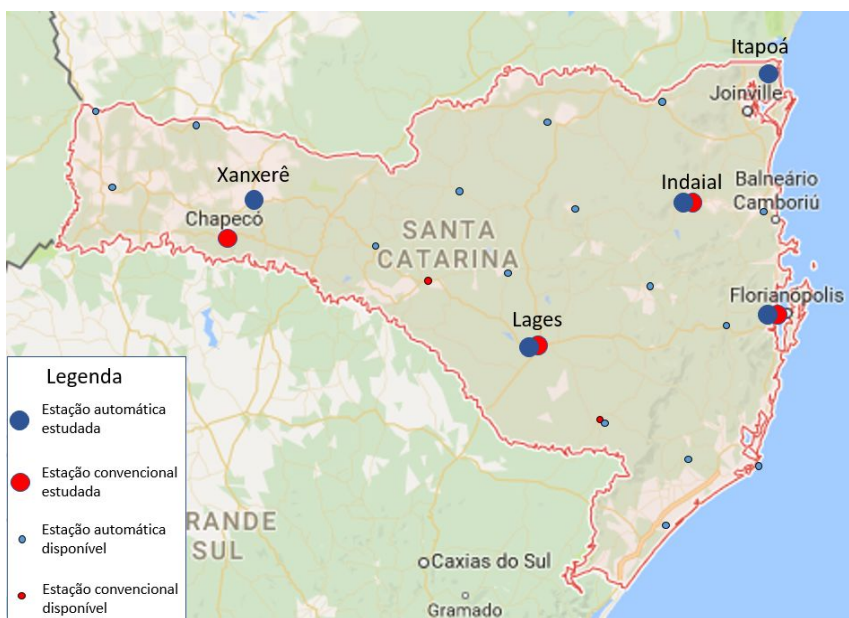 Itapoá
Joinville
Xanxerê
Indaial
Balneário
Camboriú
Chapecó
SANTA
CATARINA
Florianópolis
Lages
Legenda
Estação automática
estudada
Estação convencional
estudada
Estação automática
disponível
Estação convencional
disponível
RANDE
SUL
Caxias do Sul
Gramado